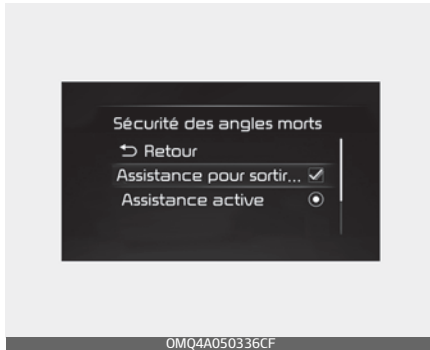 Sécurité des angles morts
Retour
Assistance pour sortir...
Assistance active
OMQ4A050336CF